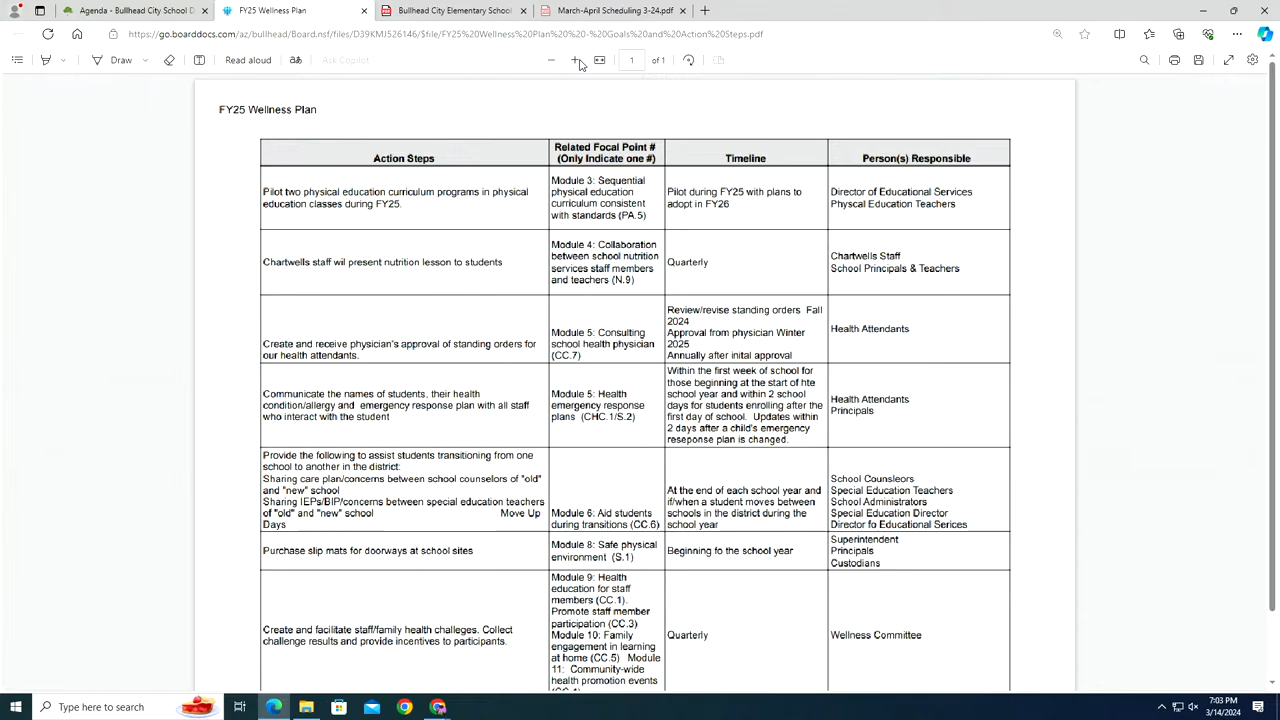 Agenda - Bullhead City School D
FY25 Wellness Plan
Bullhead City Elementary School
March-April Scheduling 3-24.pdf
https://go.boarddocs.com/az/bullhead/Board.nsf/files/D39KMJ526146/$file/FY25%20Wellness%20Plan%20%20-%20Goals%20and%20Action%20Steps.pdf
Draw
Read aloud
Ask Copilot
1
of 1
FY25 Wellness Plan
Action Steps
Related Focal Point #
(Only Indicate one #)
Timeline
Person(s) Responsible
Pilot two physical education curriculum programs in physical
education classes during FY25.
Module 3: Sequential
physical education
curriculum consistent
with standards (PA.5)
Pilot during FY25 with plans to
adopt in FY26
Director of Educational Services
Physcal Education Teachers
Chartwells staff wil present nutrition lesson to students
Module 4: Collaboration
between school nutrition
services staff members
and teachers (N.9)
Quarterly
Chartwells Staff
School Principals & Teachers
Create and receive physician's approval of standing orders for
our health attendants.
Module 5: Consulting
school health physician
(CC.7)
Review/revise standing orders Fall
2024
Approval from physician Winter
2025
Annually after inital approval
Health Attendants
Communicate the names of students, their health
condition/allergy and emergency response plan with all staff
who interact with the student
Module 5: Health
emergency response
plans (CHC.1/S.2)
Within the first week of school for
those beginning at the start of hte
school year and within 2 school
days for students enrolling after the
first day of school. Updates within
2 days after a child's emergency
reseponse plan is changed.
Health Attendants
Principals
Provide the following to assist students transitioning from one
school to another in the district:
Sharing care plan/concerns between school counselors of "old"
and "new" school
Sharing IEPs/BIP/concerns between special education teachers
of "old" and "new" school Move Up
Days
Module 6: Aid students
during transitions (CC.6)
At the end of each school year and
if/when a student moves between
schools in the district during the
school year
School Counsleors
Special Education Teachers
School Administrators
Special Education Director
Director fo Educational Serices
Purchase slip mats for doorways at school sites
Module 8: Safe physical
environment (S.1)
Beginning fo the school year
Superintendent
Principals
Custodians
Create and facilitate staff/family health challeges. Collect
challenge results and provide incentives to participants.
Module 9: Health
education for staff
members (CC.1).
Promote staff member
participation (CC.3)
Module 10: Family
engagement in learning
at home (CC.5) Module
11: Community-wide
health promotion events
Quarterly
Wellness Committee
Type here to search
7:03 PM
3/14/2024